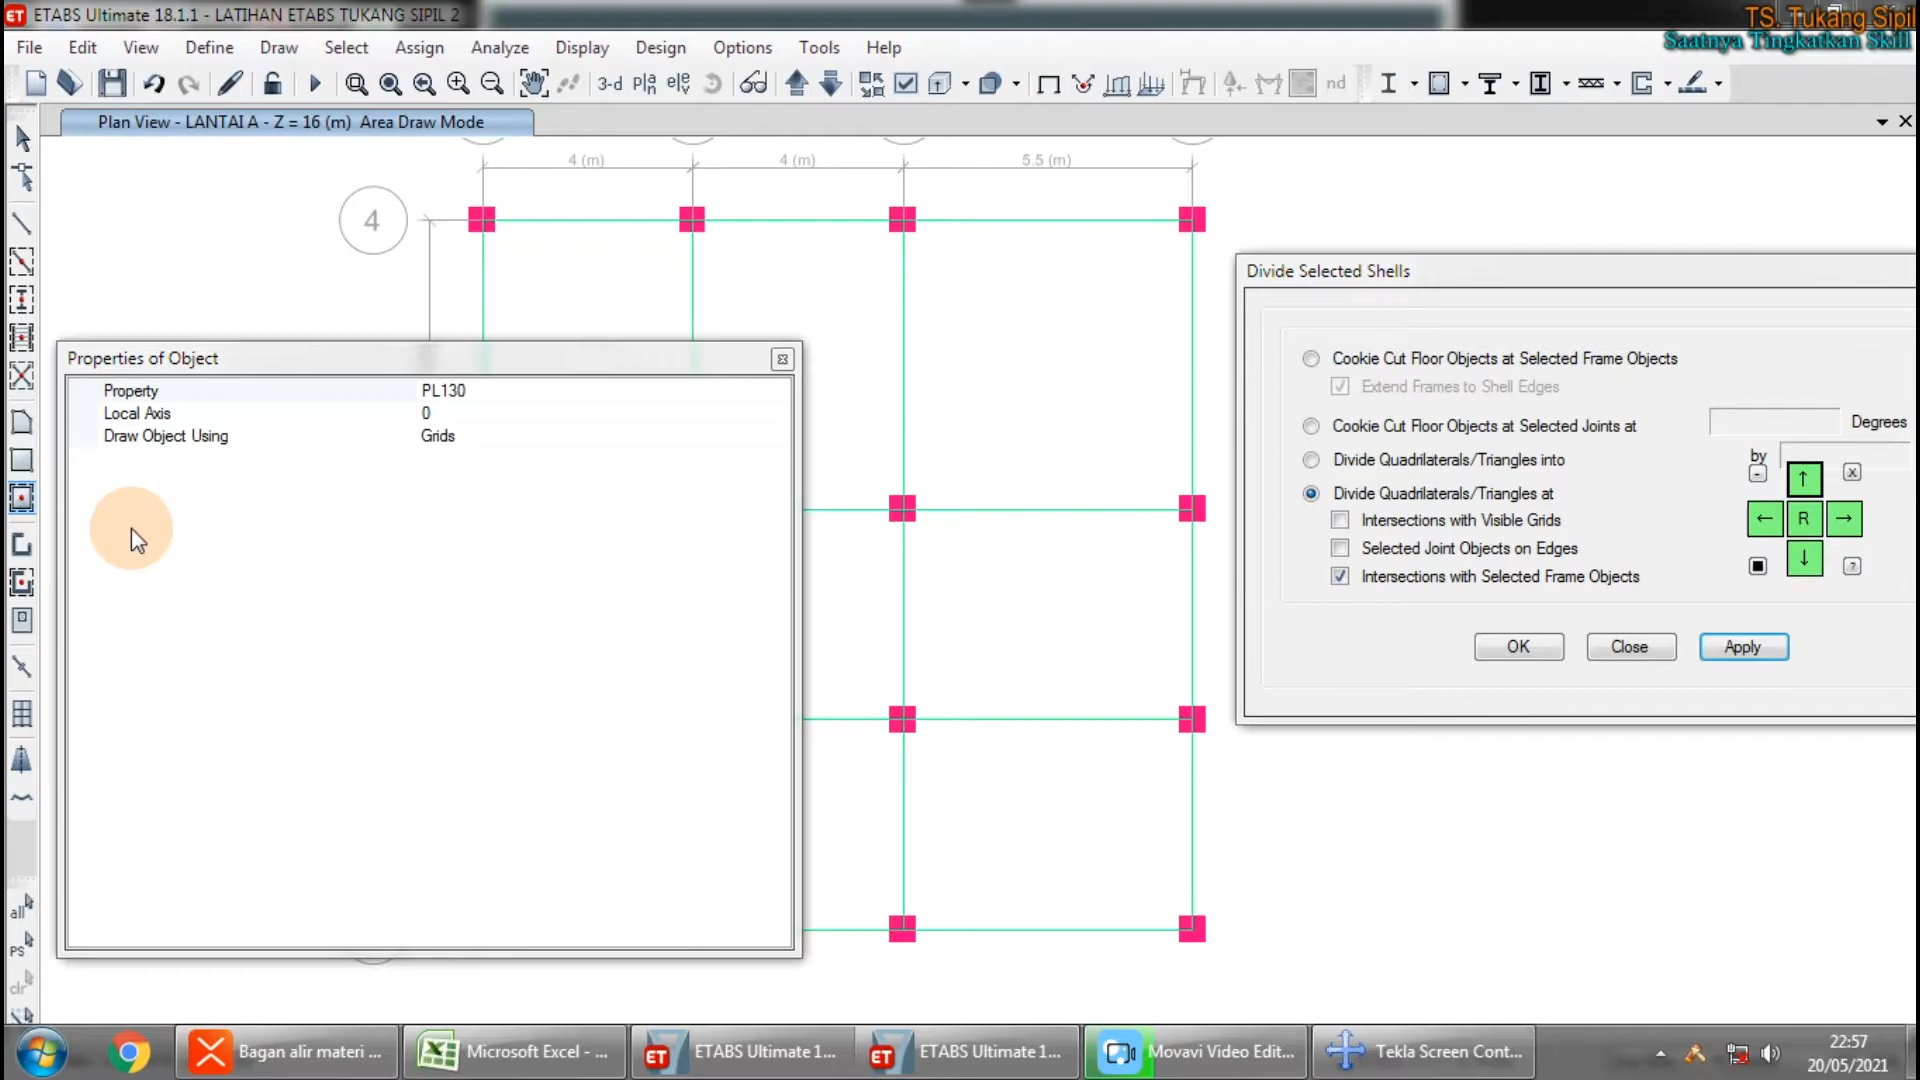 ETABS Ultimate 18.1.1 - LATIHAN ETABS TUKANG SIPIL 2
TS. Tukang Sipil
Saatnya Tingkatkan Skill
File Edit View Define Draw Select Assign Analyze Display Design Options Tools Help
3-d
nd
Plan View - LANTAI A - Z = 16 (m) Area Draw Mode
4 (m) 4 (m) 5.5 (m)
4
Divide Selected Shells
Cookie Cut Floor Objects at Selected Frame Objects
Extend Frames to Shell Edges
Cookie Cut Floor Objects at Selected Joints at
Degrees
Divide Quadrilaterals/Triangles into
by
Divide Quadrilaterals/Triangles at
Intersections with Visible Grids
R
Selected Joint Objects on Edges
Intersections with Selected Frame Objects
OK Close Apply
Properties of Object
Property PL130
Local Axis 0
Draw Object Using Grids
all
PS
clr
Bagan alir materi ...
Microsoft Excel - ...
ETABS Ultimate 1...
ETABS Ultimate 1...
Movavi Video Edit...
Tekla Screen Cont...
22:57
20/05/2021